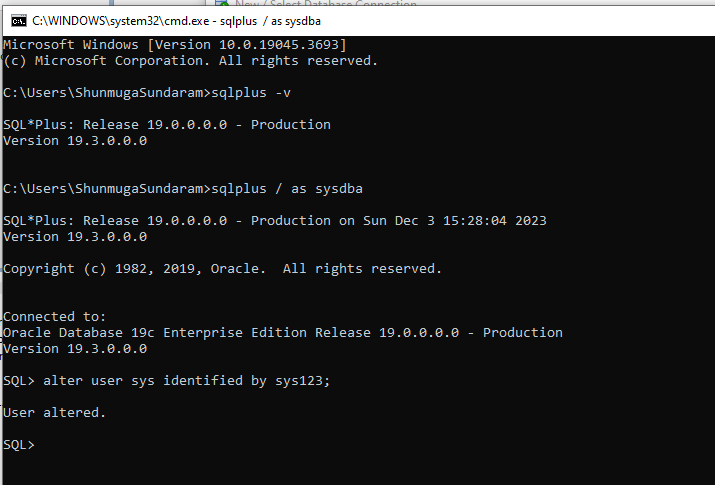 New / Select Database Connection
C:\WINDOWS\system32\cmd.exe - sqlplus / as sysdba
Microsoft Windows [Version 10.0.19045.3693]
(c) Microsoft Corporation. All rights reserved.
C:\Users\ShunmugaSundaram>sqlplus -v
SQL*Plus: Release 19.0.0.0.0 - Production
Version 19.3.0.0.0
C:\Users\ShunmugaSundaram>sqlplus / as sysdba
SQL*Plus: Release 19.0.0.0.0 - Production on Sun Dec 3 15:28:04 2023
Version 19.3.0.0.0
Copyright (c) 1982, 2019, Oracle.  All rights reserved.
Connected to:
Oracle Database 19c Enterprise Edition Release 19.0.0.0.0 - Production
Version 19.3.0.0.0
SQL> alter user sys identified by sys123;
User altered.
SQL>